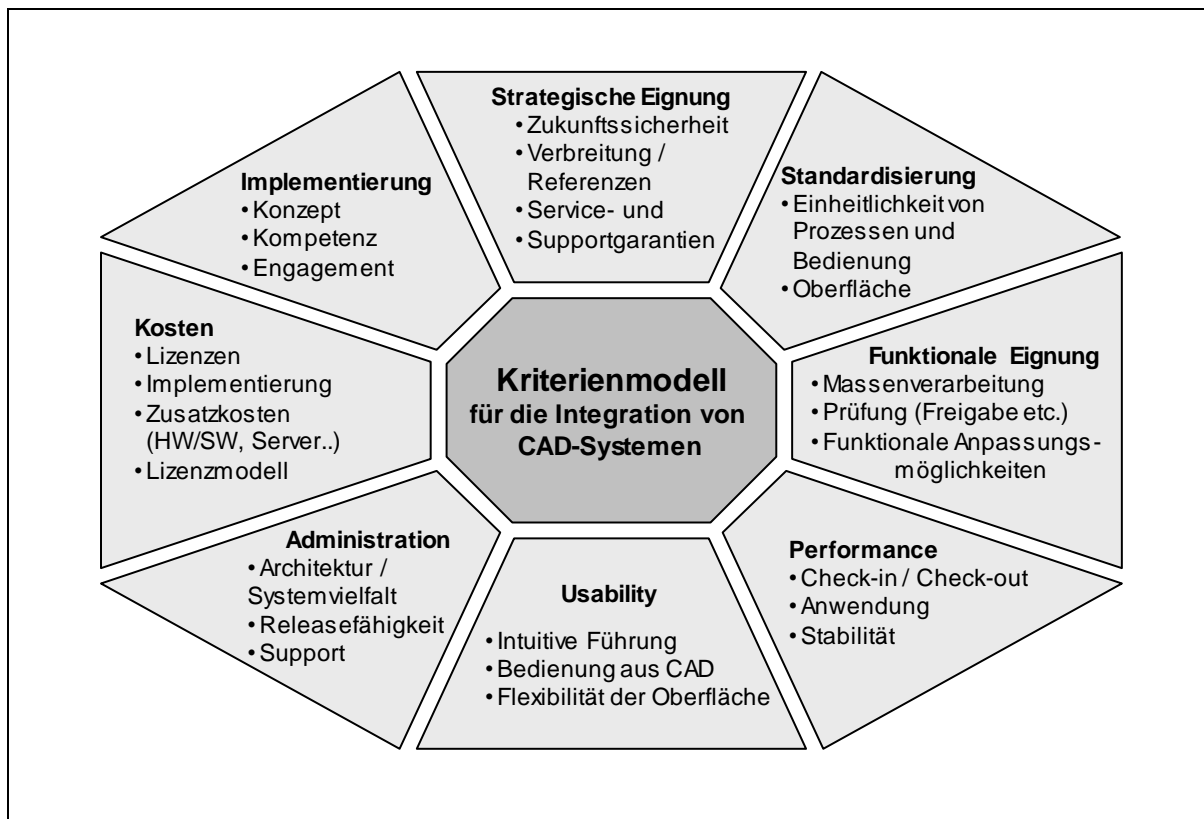 Strategische Eignung
• Zukunftssicherheit
• Verbreitung /
Referenzen
• Service- und
• Supportgarantien
Implementierung
• Konzept
• Kompetenz
• Engagement
Standardisierung
• Einheitlichkeit von
Prozessen und
Bedienung
• Oberfläche
Kosten
• Lizenzen
• Implementierung
• Zusatzkosten
(HW/SW, Server..)
• Lizenzmodell
Kriterienmodell
für die Integration von
CAD-Systemen
Funktionale Eignung
• Massenverarbeitung
• Prüfung (Freigabe etc.)
• Funktionale Anpassungs-
möglichkeiten
Administration
• Architektur /
Systemvielfalt
• Releasefähigkeit
• Support
Usability
• Intuitive Führung
• Bedienung aus CAD
• Flexibilität der Oberfläche
Performance
• Check-in / Check-out
• Anwendung
• Stabilität